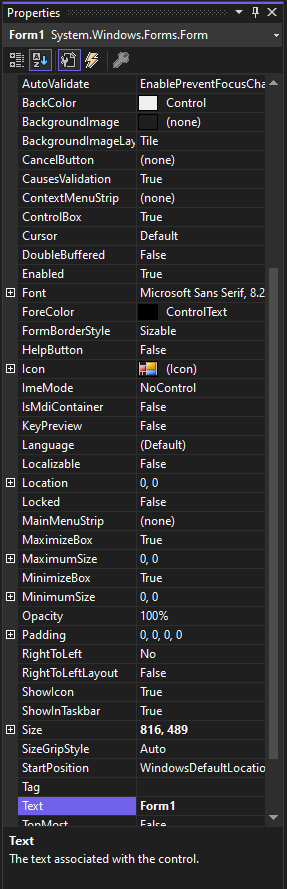 Properties
Form1 System.Windows.Forms.Form
AutoValidate EnablePreventFocusCha
BackColor Control
BackgroundImage (none)
BackgroundImageLay Tile
CancelButton (none)
CausesValidation True
ContextMenuStrip (none)
ControlBox True
Cursor Default
DoubleBuffered False
Enabled True
Font Microsoft Sans Serif, 8.2
ForeColor ControlText
FormBorderStyle Sizable
HelpButton False
Icon (Icon)
ImeMode NoControl
IsMdiContainer False
KeyPreview False
Language (Default)
Localizable False
Location 0, 0
Locked False
MainMenuStrip (none)
MaximizeBox True
MaximumSize 0, 0
MinimizeBox True
MinimumSize 0, 0
Opacity 100%
Padding 0, 0, 0, 0
RightToLeft No
RightToLeftLayout False
ShowIcon True
ShowInTaskbar True
Size 816, 489
SizeGripStyle Auto
StartPosition WindowsDefaultLocatio
Tag
Text Form1
TopMost False
Text
The text associated with the control.